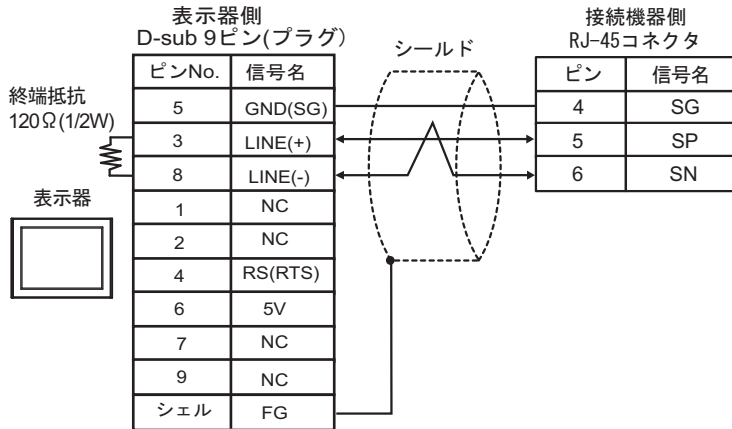 表示器側
D-sub 9ピン(プラグ)
接続機器側
RJ-45コネクタ
シールド
ピンNo. 信号名
ピン 信号名
終端抵抗
120Ω(1/2W)
5 GND(SG)
4 SG
3 LINE(+)
5 SP
8 LINE(-)
6 SN
表示器
1 NC
2 NC
4 RS(RTS)
6 5V
7 NC
9 NC
シェル FG